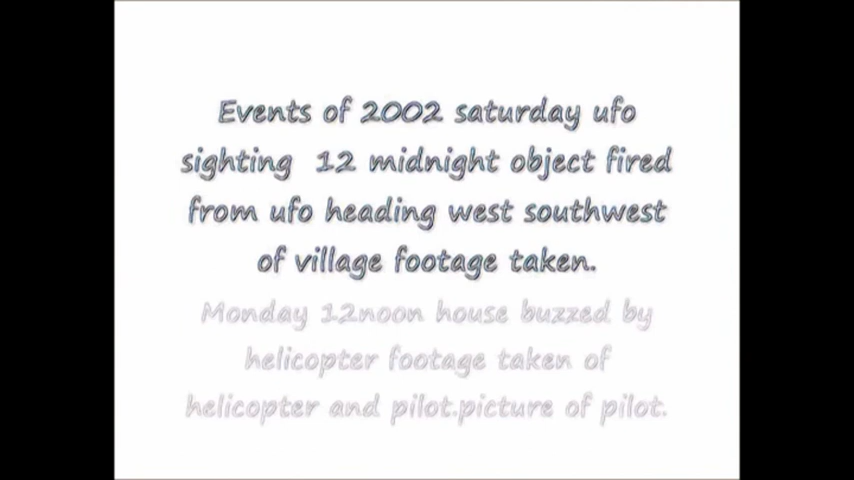 Events of 2002 saturday ufo
sighting 12 midnight object fired
from ufo heading west southwest
of village footage taken.
Monday 12noon house buzzed by
helicopter footage taken of
helicopter and pilot.picture of pilot.